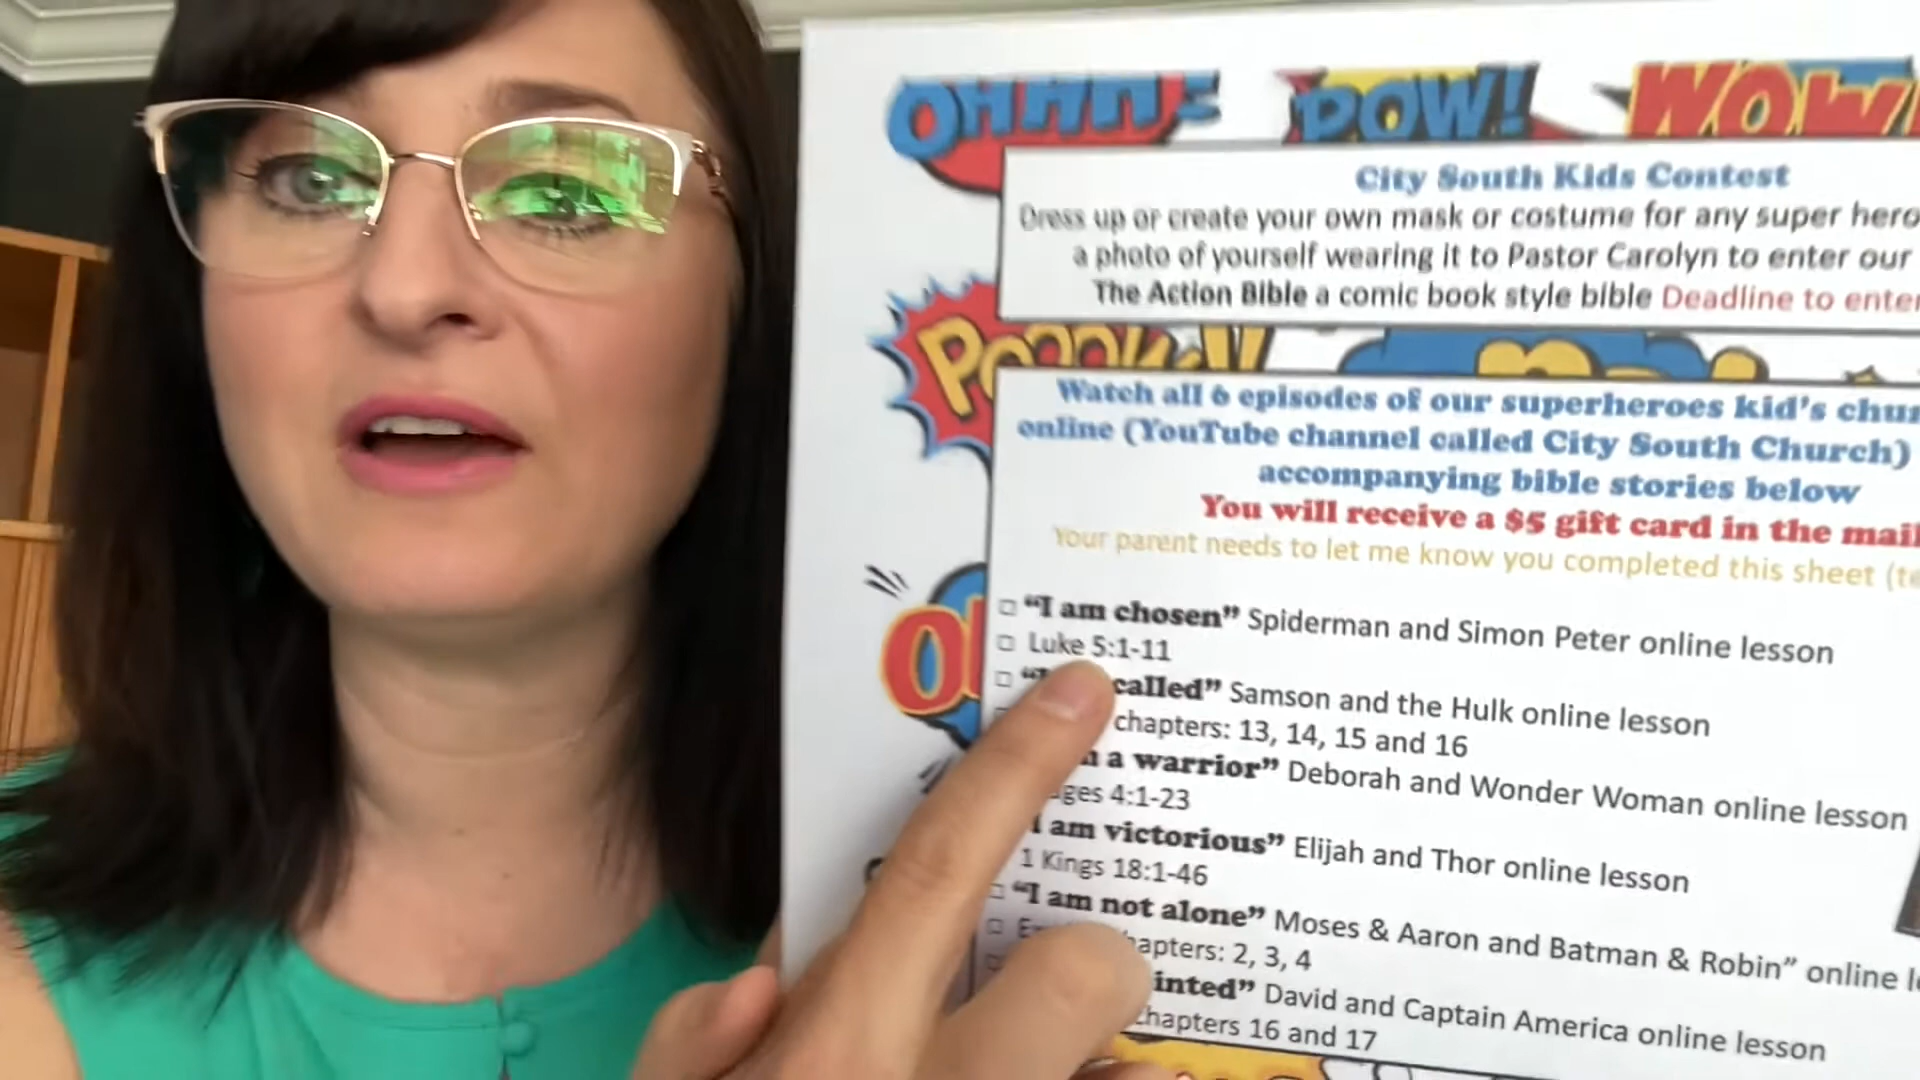 OHHH!
POW!
WOW!
City South Kids Contest
Dress up or create your own mask or costume for any super hero
a photo of yourself wearing it to Pastor Carolyn to enter our
The Action Bible a comic book style bible Deadline to enter
Watch all 6 episodes of our superheroes kid's
online (YouTube channel called City South Church)
accompanying bible stories below
You will receive a $5 gift card in the mail
Your parent needs to let me know you completed this sheet
"I am chosen" Spiderman and Simon Peter online lesson
Luke 5:1-11
called" Samson and the Hulk online lesson
chapters: 13, 14, 15 and 16
a warrior" Deborah and Wonder Woman online lesson
4:1-23
I am victorious" Elijah and Thor online lesson
1 Kings 18:1-46
"I am not alone" Moses & Aaron and Batman & Robin" online
chapters: 2, 3, 4
David and Captain America online lesson
chapters 16 and 17